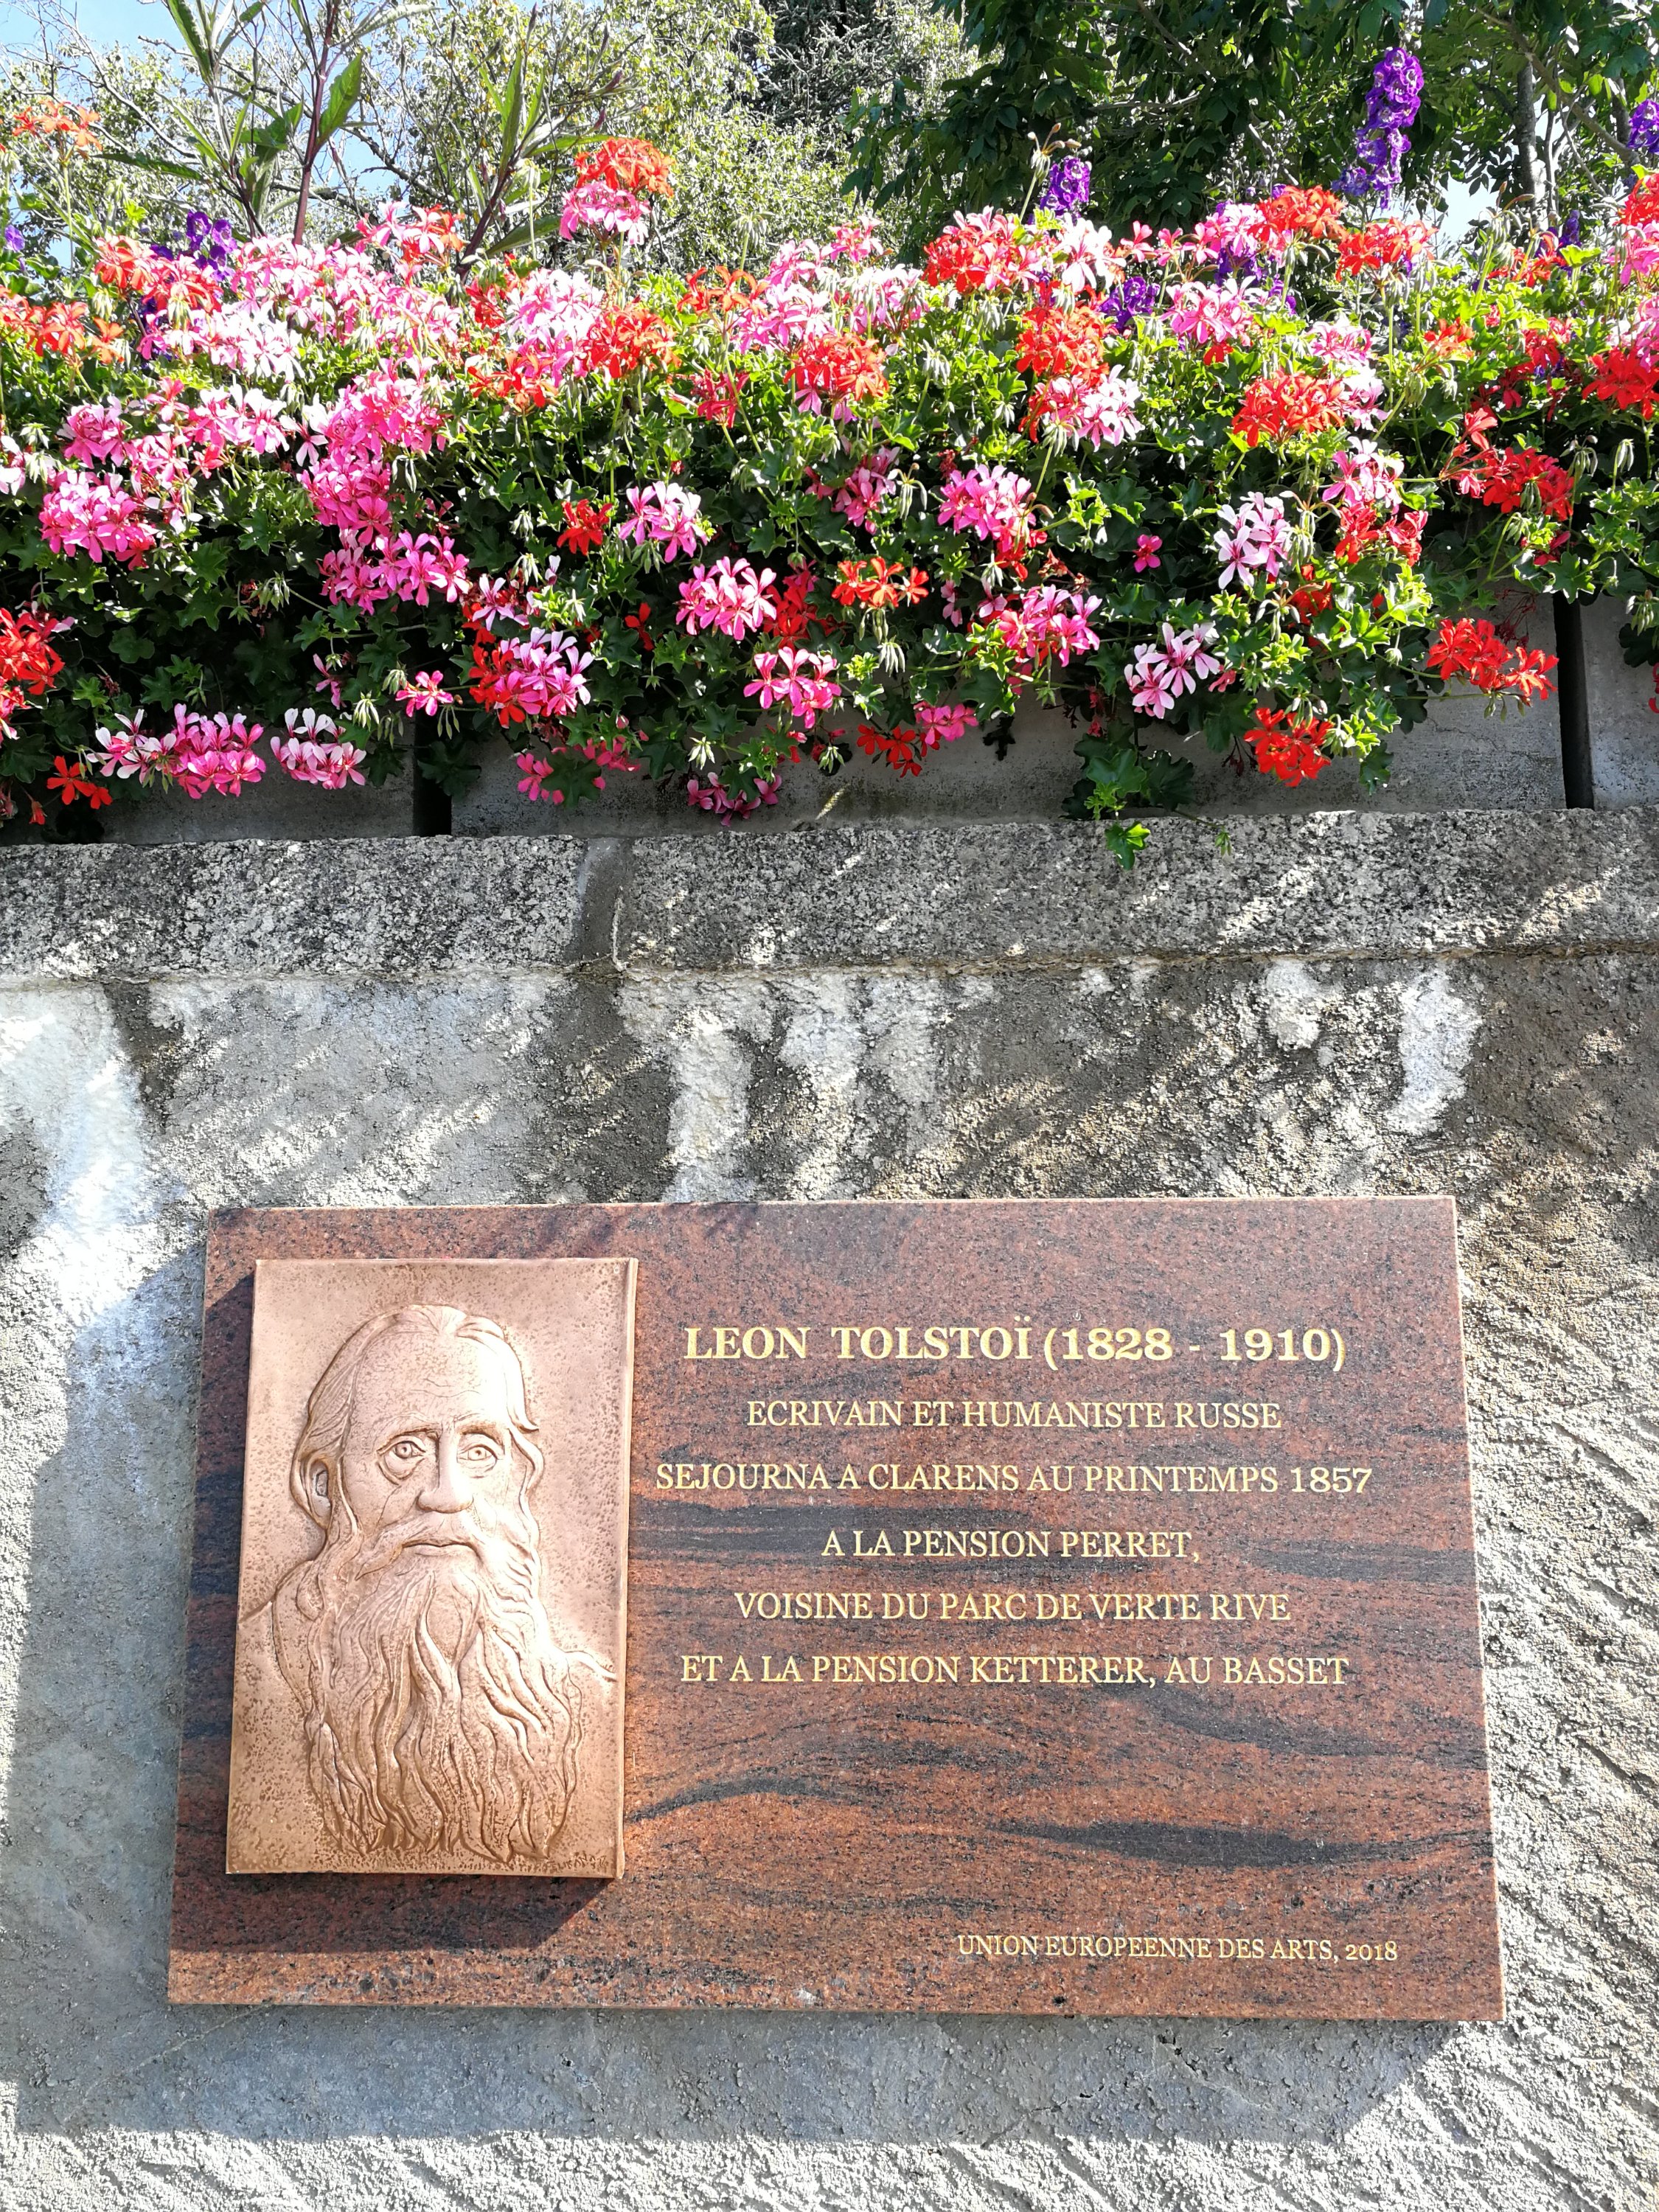 LEON TOLSTOÏ (1828 - 1910)
ECRIVAIN ET HUMANISTE RUSSE
SEJOURNA A CLARENS AU PRINTEMPS 1857
A LA PENSION PERRET,
VOISINE DU PARC DE VERTE RIVE
ET A LA PENSION KETTERER, AU BASSET
UNION EUROPEENNE DES ARTS, 2018